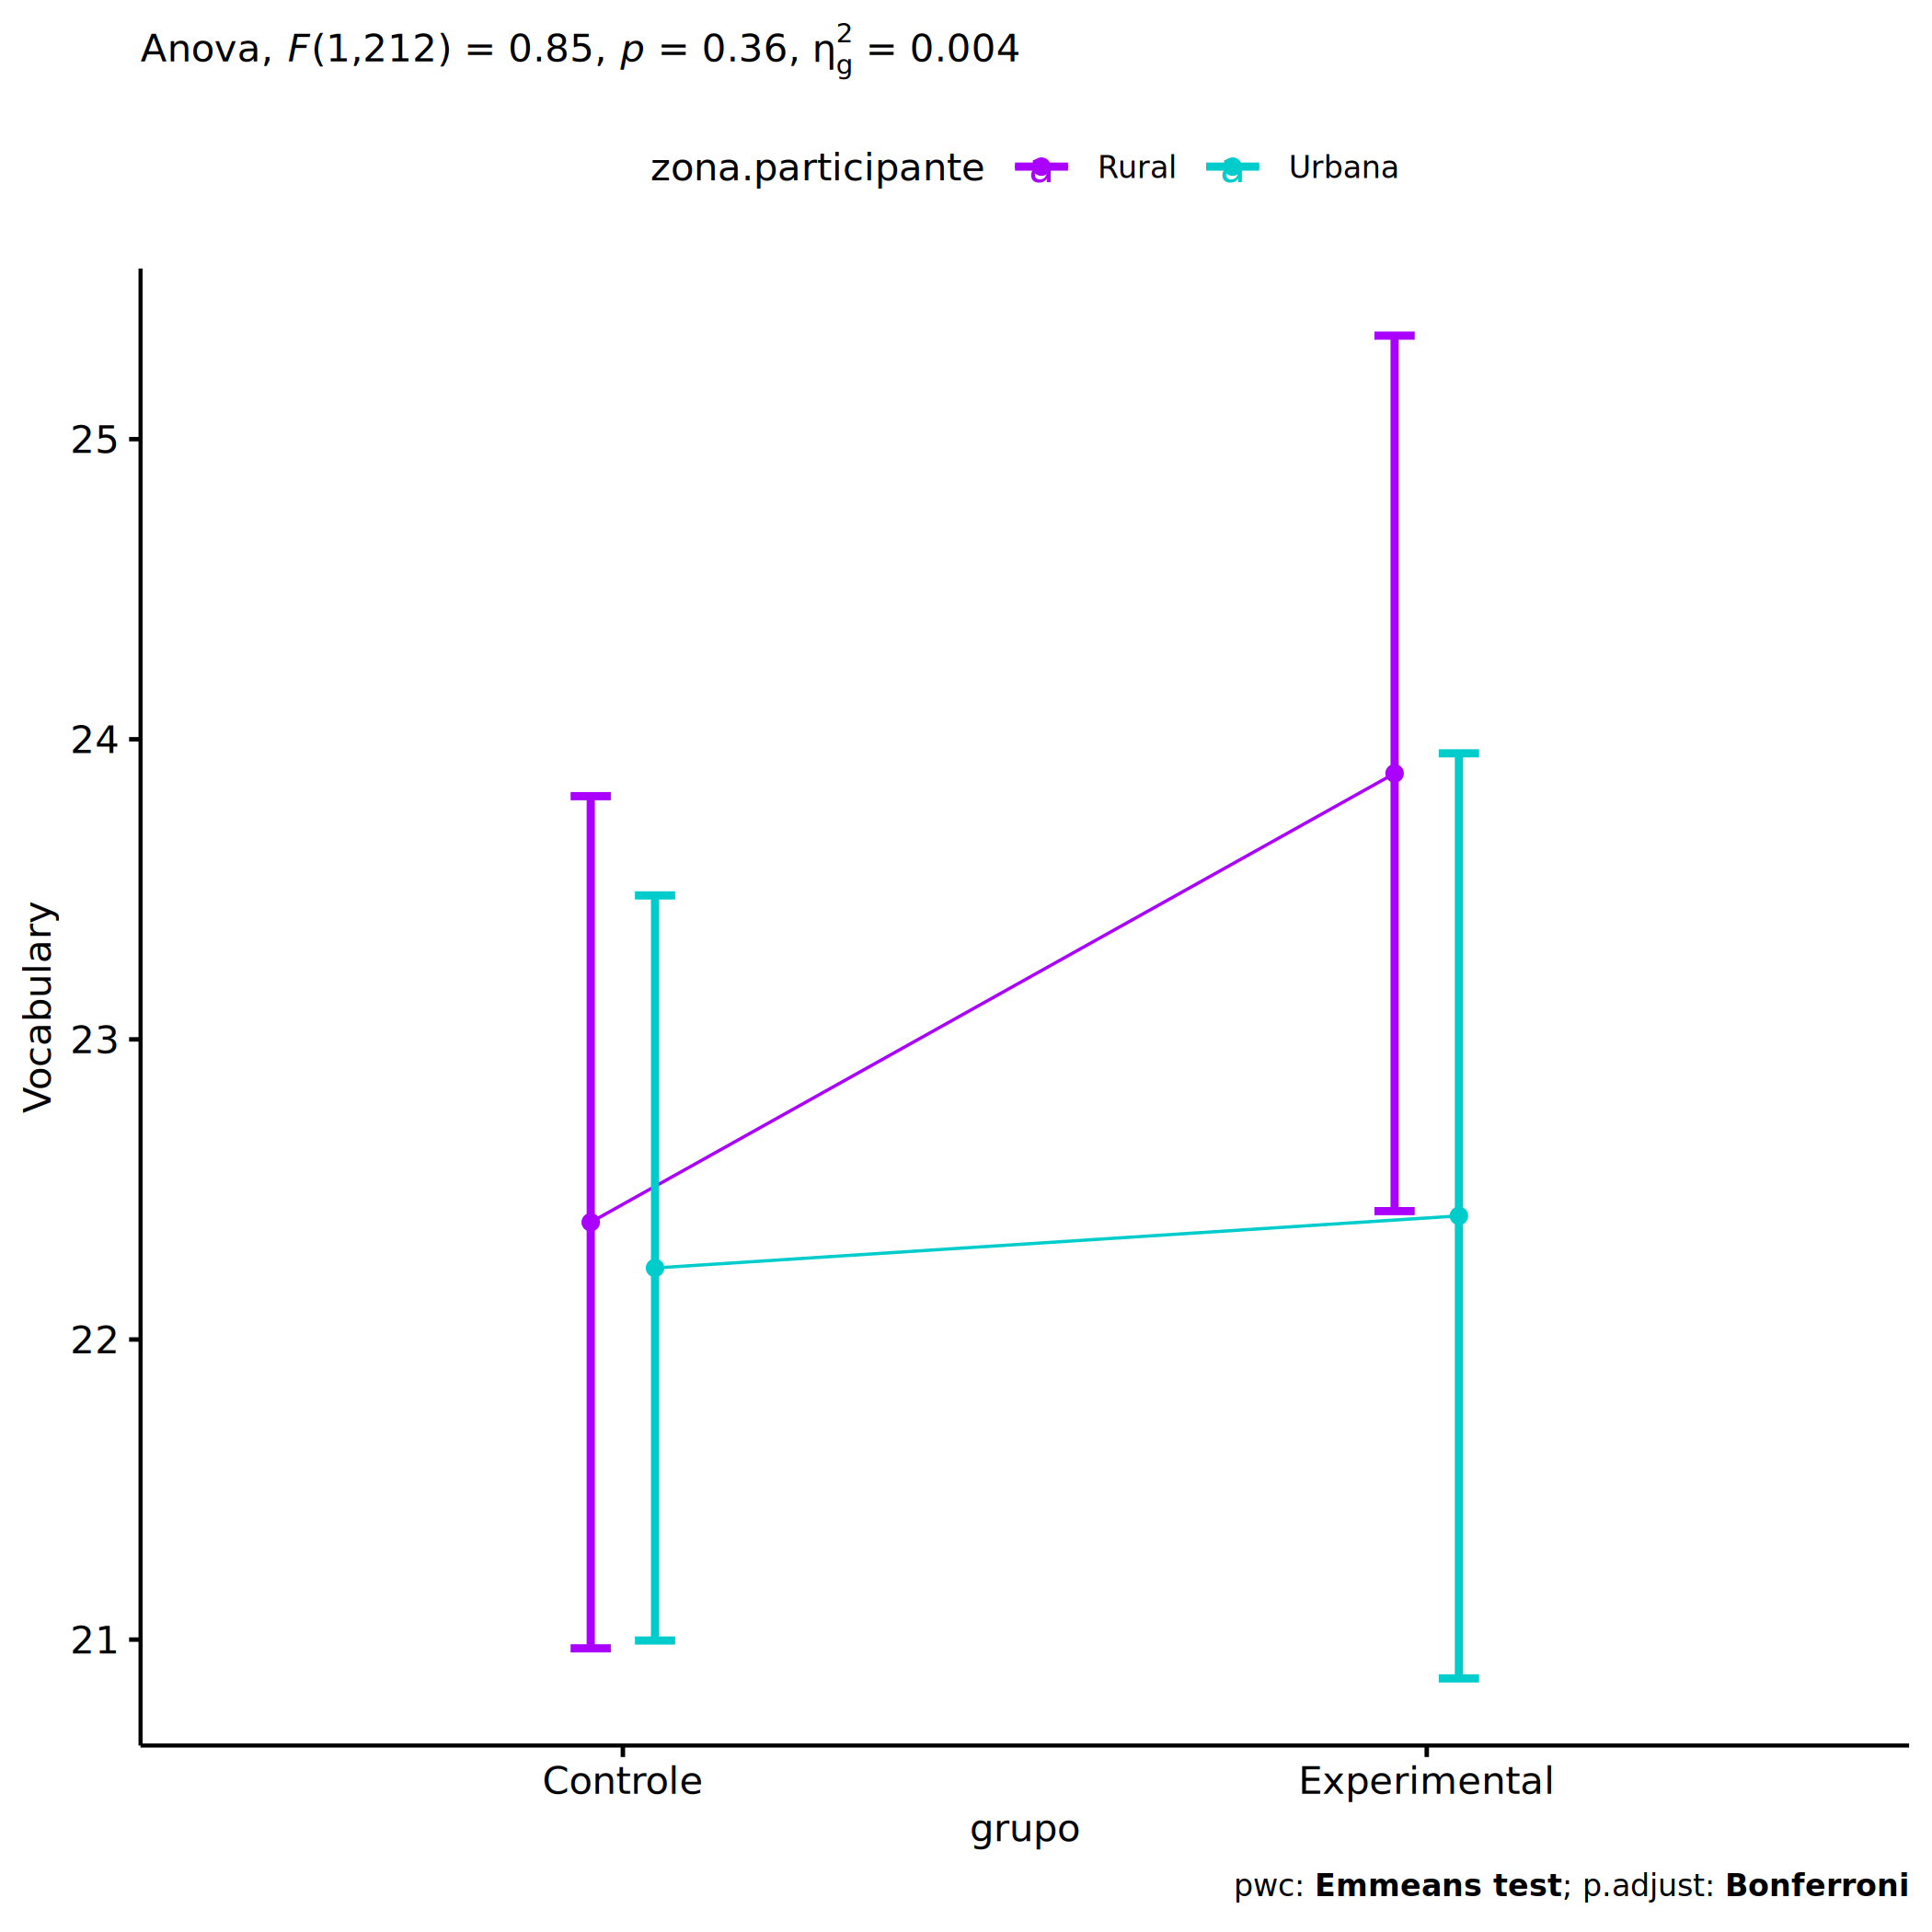 Anova, F(1,212) = 0.85, p = 0.36, η²g = 0.004
zona.participante Rural Urbana
25
24
23
22
21
Vocabulary
Controle Experimental
grupo
pwc: Emmeans test; p.adjust: Bonferroni